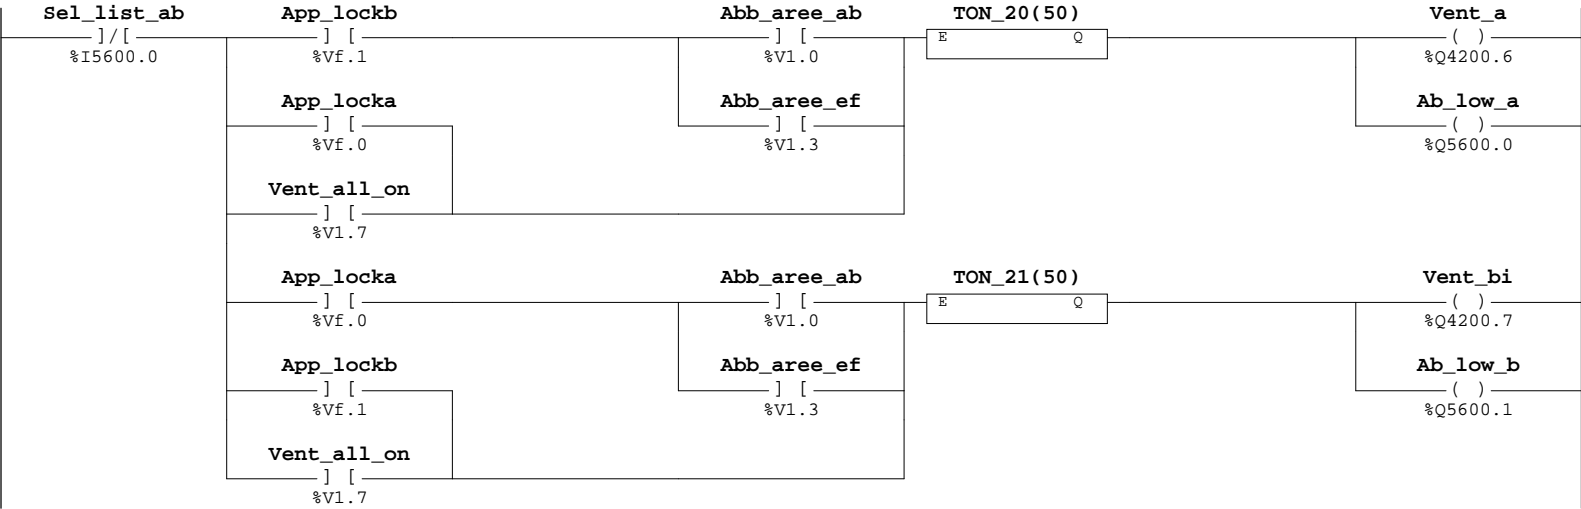 Sel_list_ab App_lockb Abb_aree_ab TON_20(50) Vent_a
]/[ ] [ ] [ E Q ( )
%I5600.0 %Vf.1 %V1.0 %Q4200.6
App_locka Abb_aree_ef Ab_low_a
] [ ] [ ( )
%Vf.0 %V1.3 %Q5600.0
Vent_all_on
] [
%V1.7
App_locka Abb_aree_ab TON_21(50) Vent_bi
] [ ] [ E Q ( )
%Vf.0 %V1.0 %Q4200.7
App_lockb Abb_aree_ef Ab_low_b
] [ ] [ ( )
%Vf.1 %V1.3 %Q5600.1
Vent_all_on
] [
%V1.7